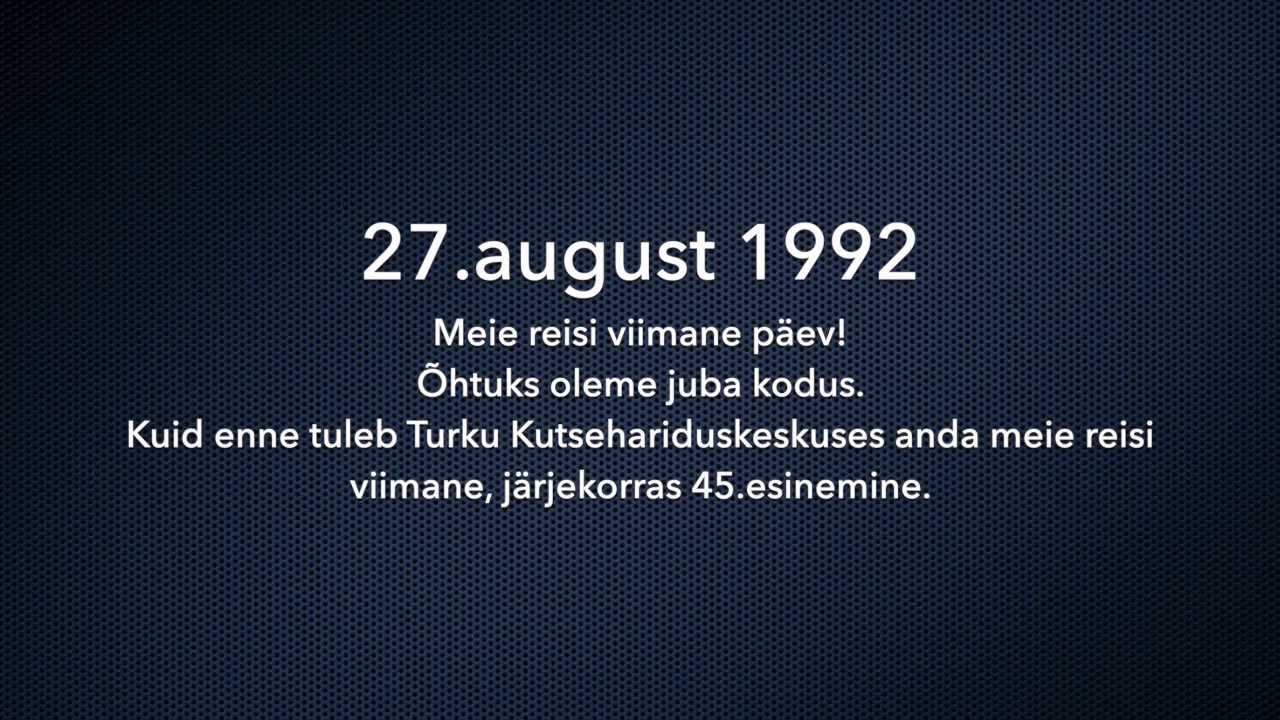 27.august 1992
Meie reisi viimane päev!
Õhtuks oleme juba kodus.
Kuid enne tuleb Turku Kutsehariduskeskuses anda meie reisi
viimane, järjekorras 45.esinemine.